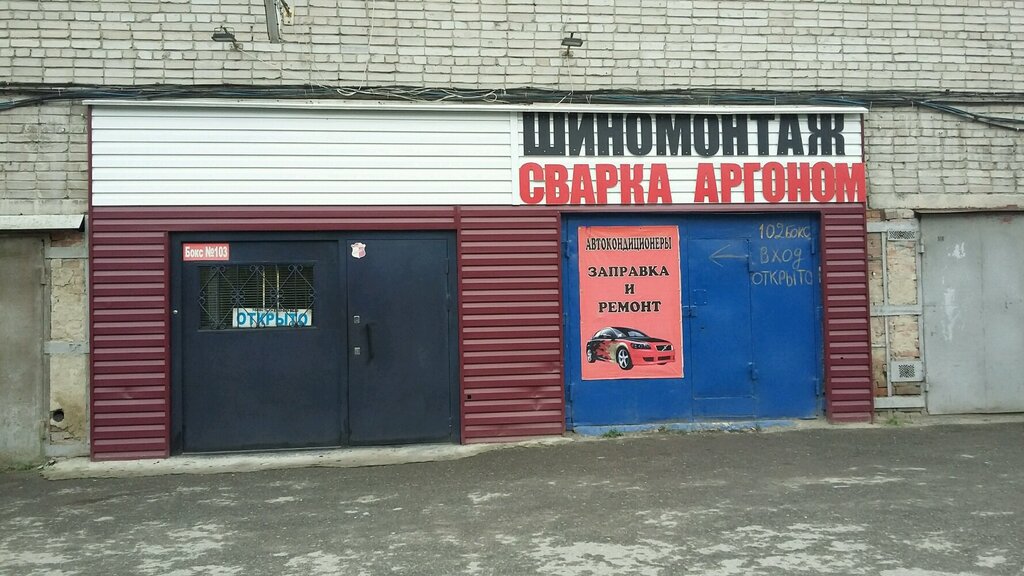 ШИНОМОНТАЖ
СВАРКА АРГОНОМ
Бокс №103
ОТКРЫТО
АВТОКОНДИЦИОНЕРЫ
ЗАПРАВКА
И
РЕМОНТ
102 БОКС
ВХОД
ОТКРЫТО